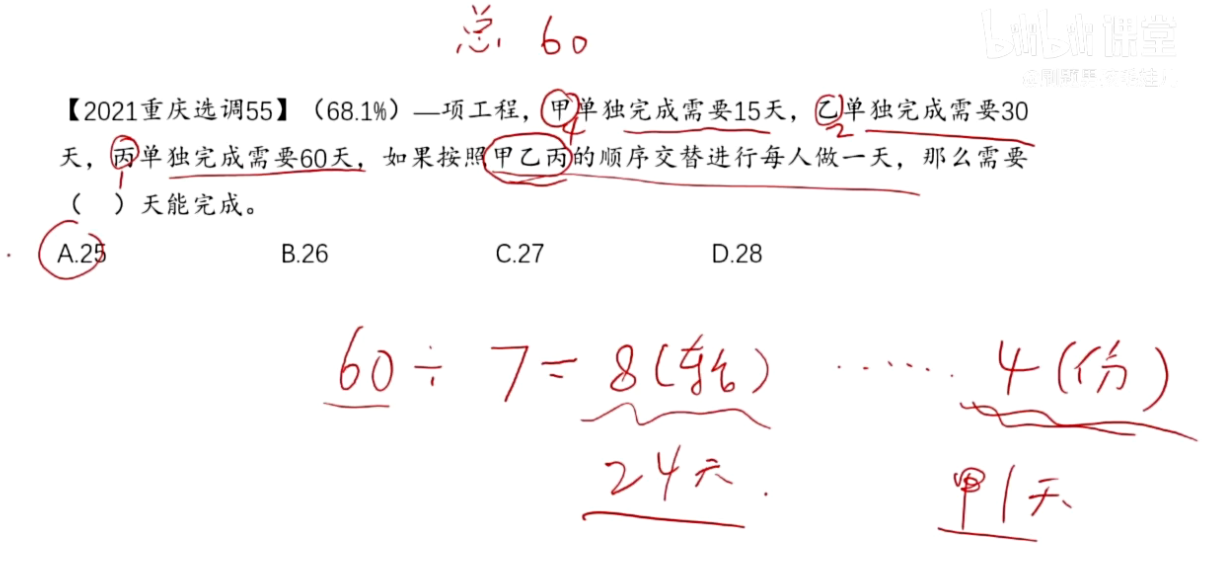 总 60
bilibili 课堂
【2021重庆选调55】（68.1%）—项工程，甲单独完成需要15天，乙单独完成需要30
4 2
天，丙单独完成需要60天，如果按照甲乙丙的顺序交替进行每人做一天，那么需要
1
（ ）天能完成。
A.25 B.26 C.27 D.28
60 ÷ 7 = 8（轮） …… 4（份）
24天. 甲1天